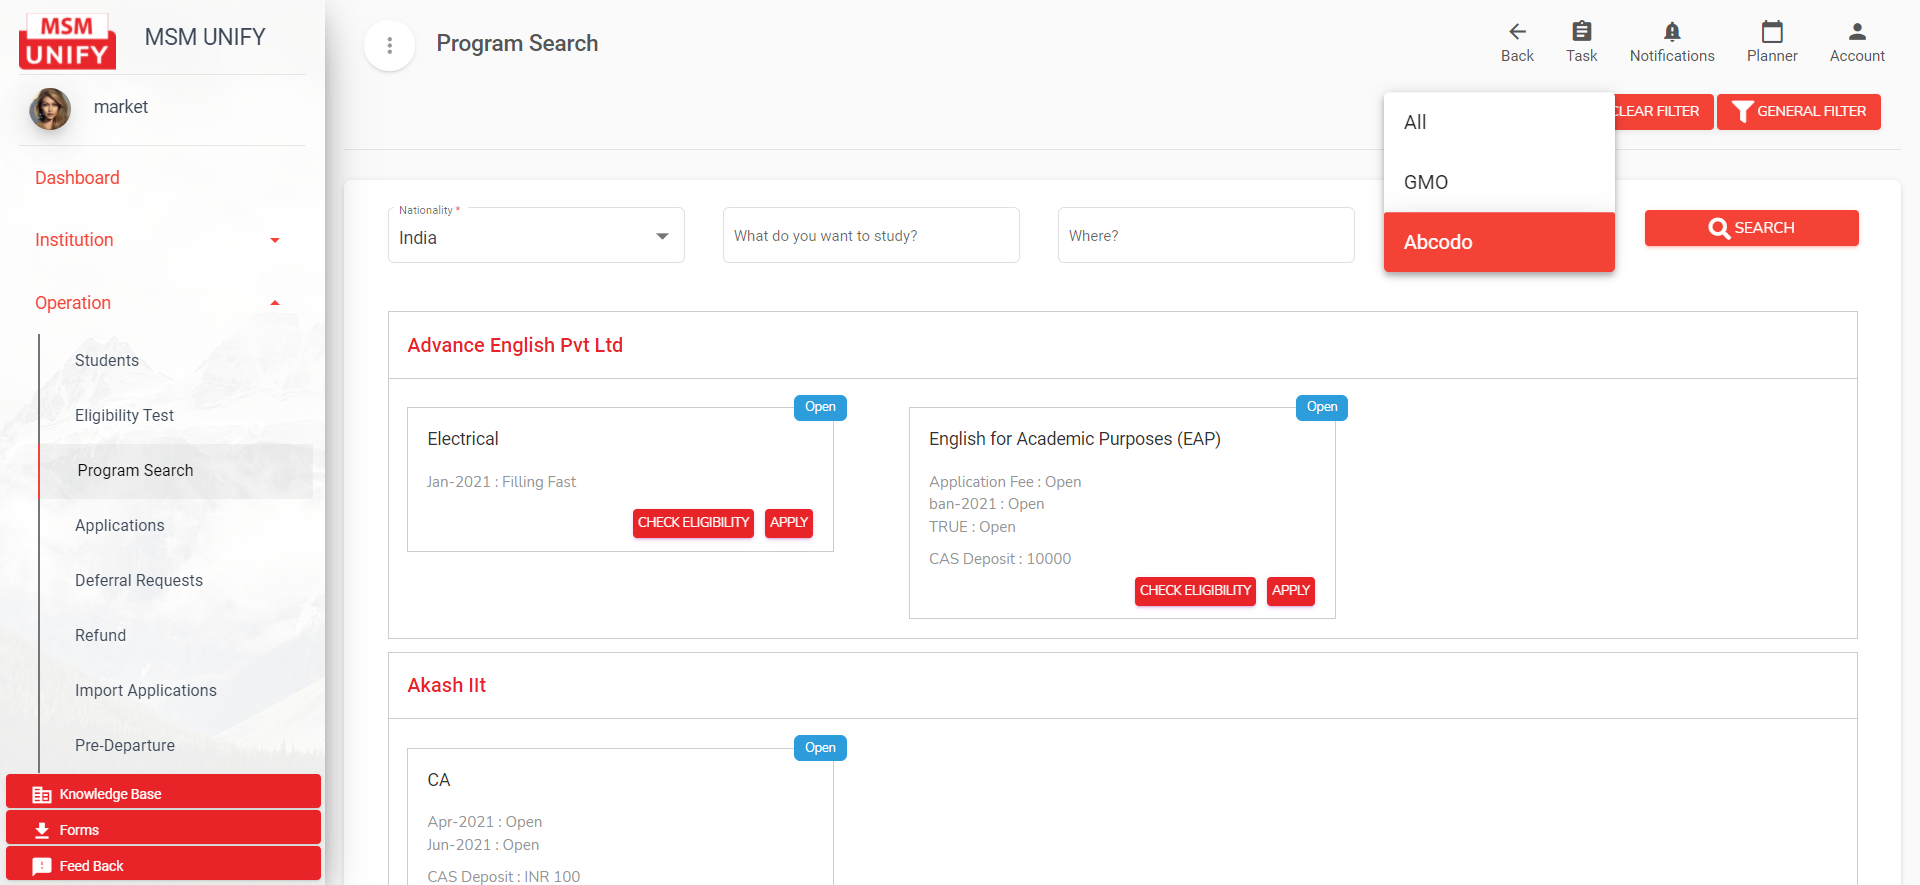 MSM
UNIFY
MSM UNIFY
market
Dashboard
Institution
Operation
Students
Eligibility Test
Program Search
Applications
Deferral Requests
Refund
Import Applications
Pre-Departure
Knowledge Base
Forms
Feed Back
Program Search
Back
Task
Notifications
Planner
Account
CLEAR FILTER
GENERAL FILTER
All
GMO
Abcodo
Nationality *
India
What do you want to study?
Where?
SEARCH
Advance English Pvt Ltd
Open
Electrical
Jan-2021 : Filling Fast
CHECK ELIGIBILITY
APPLY
Open
English for Academic Purposes (EAP)
Application Fee : Open
ban-2021 : Open
TRUE : Open
CAS Deposit : 10000
CHECK ELIGIBILITY
APPLY
Akash IIt
Open
CA
Apr-2021 : Open
Jun-2021 : Open
CAS Deposit : INR 100